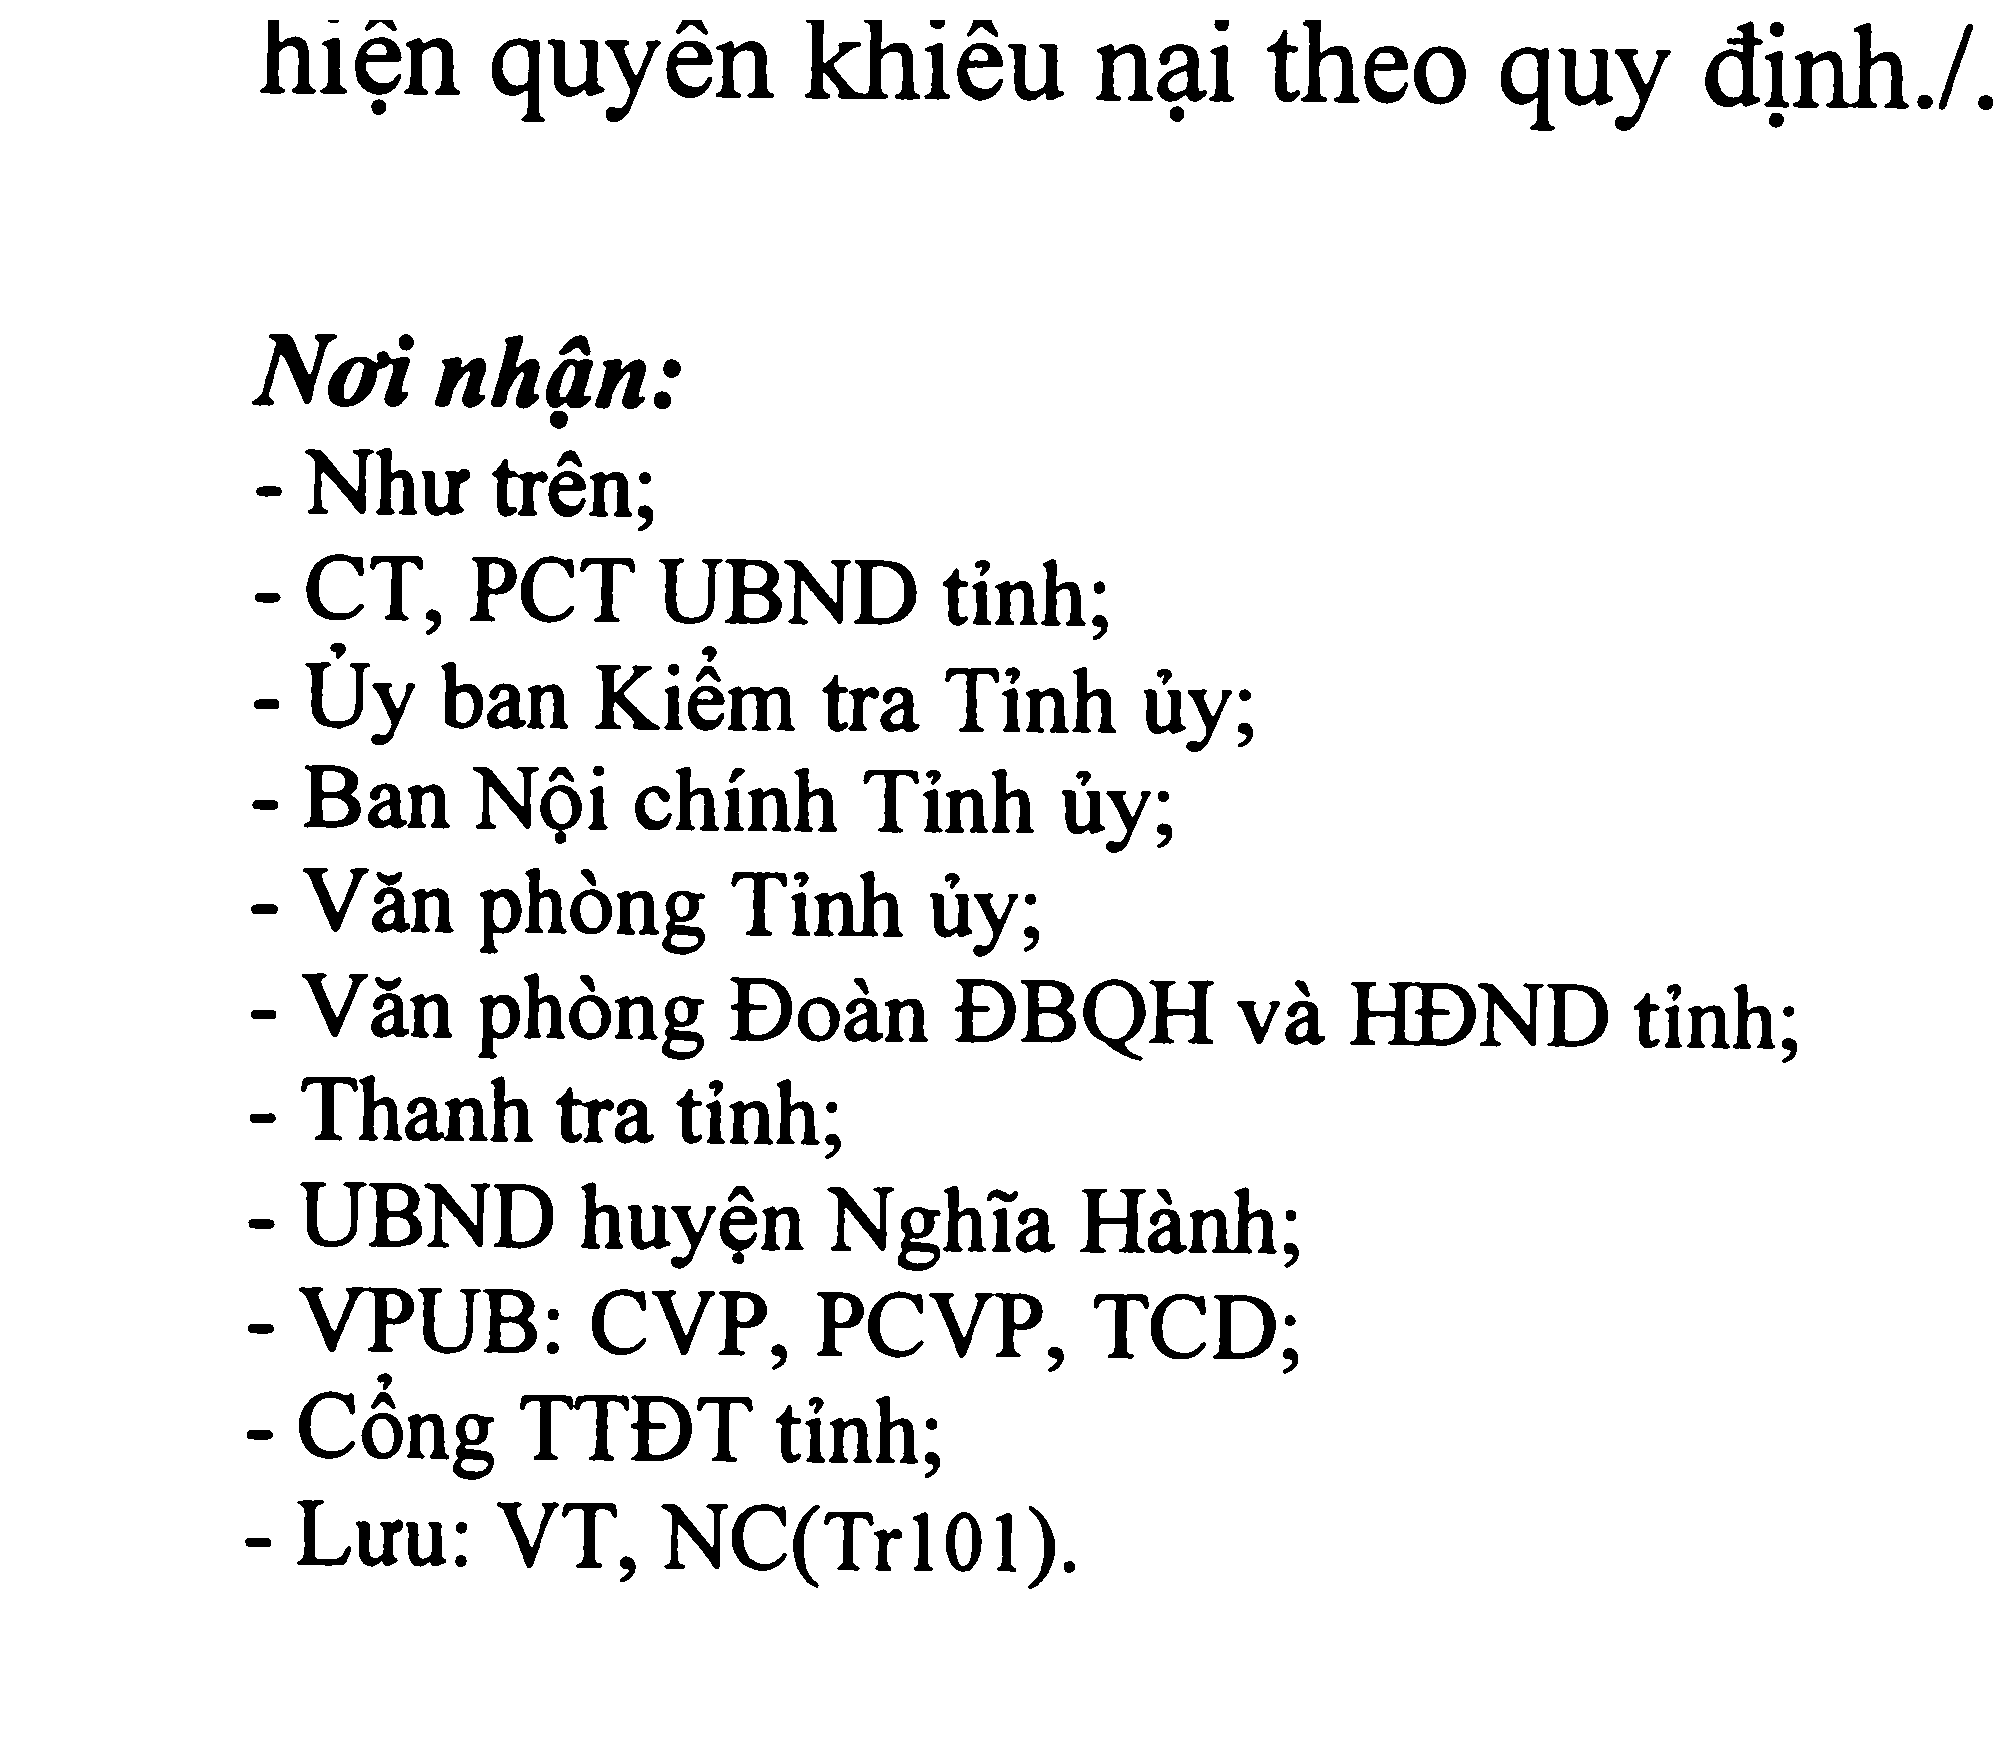 hiện quyền khiếu nại theo quy định./.
Nơi nhận:
- Như trên;
- CT, PCT UBND tỉnh;
- Ủy ban Kiểm tra Tỉnh ủy;
- Ban Nội chính Tỉnh ủy;
- Văn phòng Tỉnh ủy;
- Văn phòng Đoàn ĐBQH và HĐND tỉnh;
- Thanh tra tỉnh;
- UBND huyện Nghĩa Hành;
- VPUB: CVP, PCVP, TCD;
- Cổng TTĐT tỉnh;
- Lưu: VT, NC(Tr101).